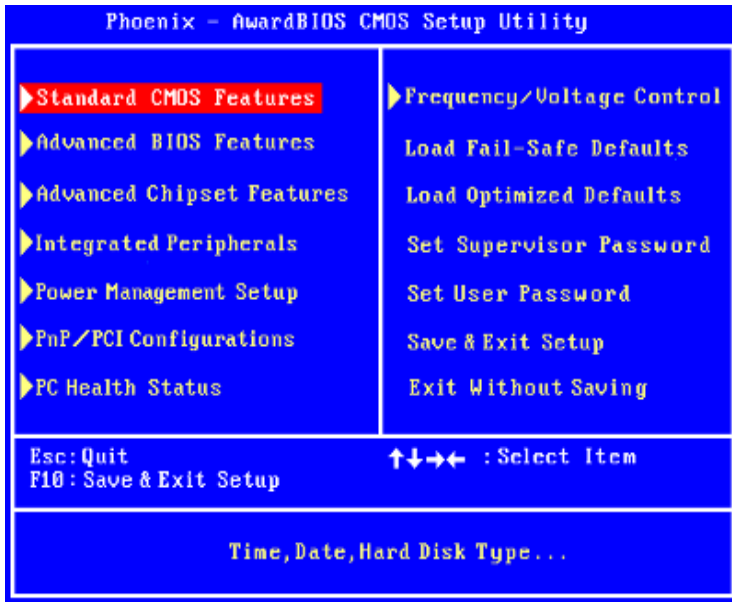 Phoenix - AwardBIOS CMOS Setup Utility
Standard CMOS Features
Advanced BIOS Features
Advanced Chipset Features
Integrated Peripherals
Power Management Setup
PnP/PCI Configurations
PC Health Status
Frequency/Voltage Control
Load Fail-Safe Defaults
Load Optimized Defaults
Set Supervisor Password
Set User Password
Save & Exit Setup
Exit Without Saving
Esc:Quit
F10:Save & Exit Setup
↑↓→← :Select Item
Time,Date,Hard Disk Type...